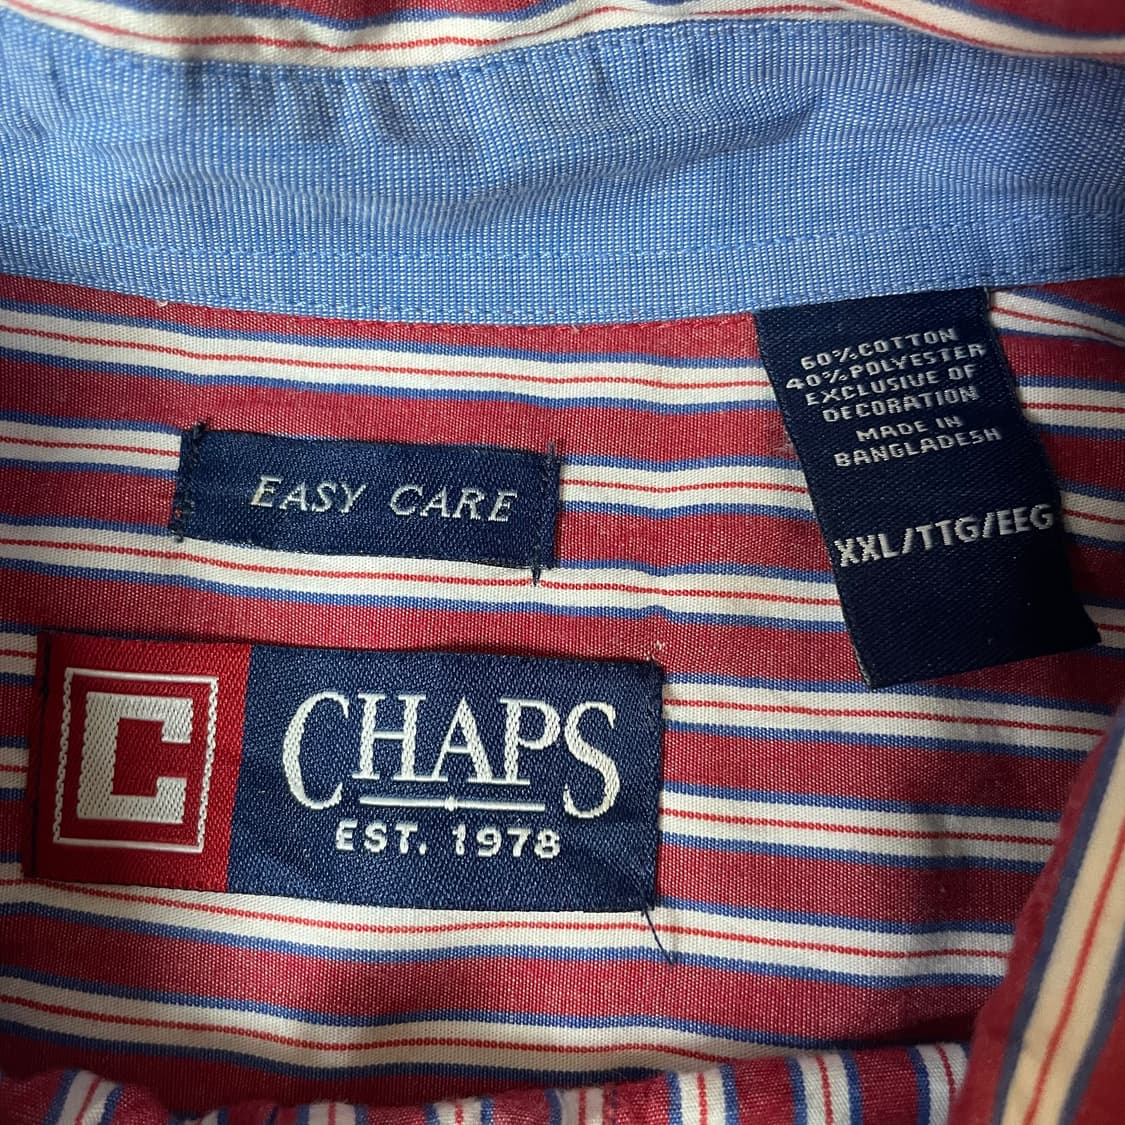 60% COTTON
40% POLYESTER
EXCLUSIVE OF
DECORATION
MADE IN
BANGLADESH
XXL/TTG/EEG
EASY CARE
C
CHAPS
EST. 1978